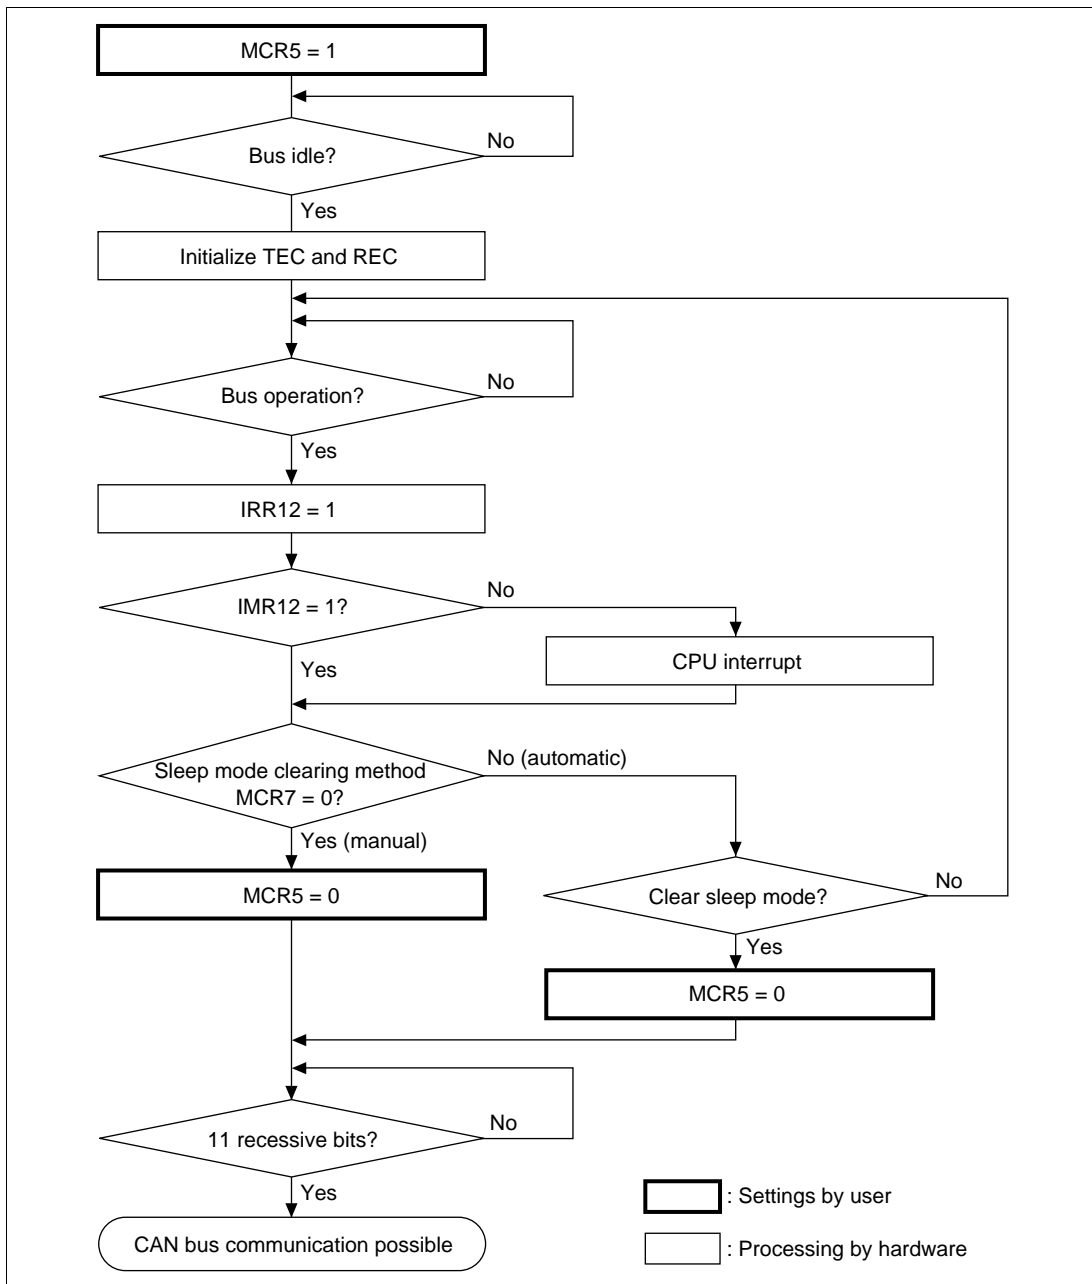 MCR5 = 1
Bus idle?
No
Yes
Initialize TEC and REC
Bus operation?
No
Yes
IRR12 = 1
IMR12 = 1?
No
Yes
CPU interrupt
Sleep mode clearing method
MCR7 = 0?
No (automatic)
Yes (manual)
MCR5 = 0
Clear sleep mode?
No
Yes
MCR5 = 0
11 recessive bits?
No
Yes
CAN bus communication possible
: Settings by user
: Processing by hardware